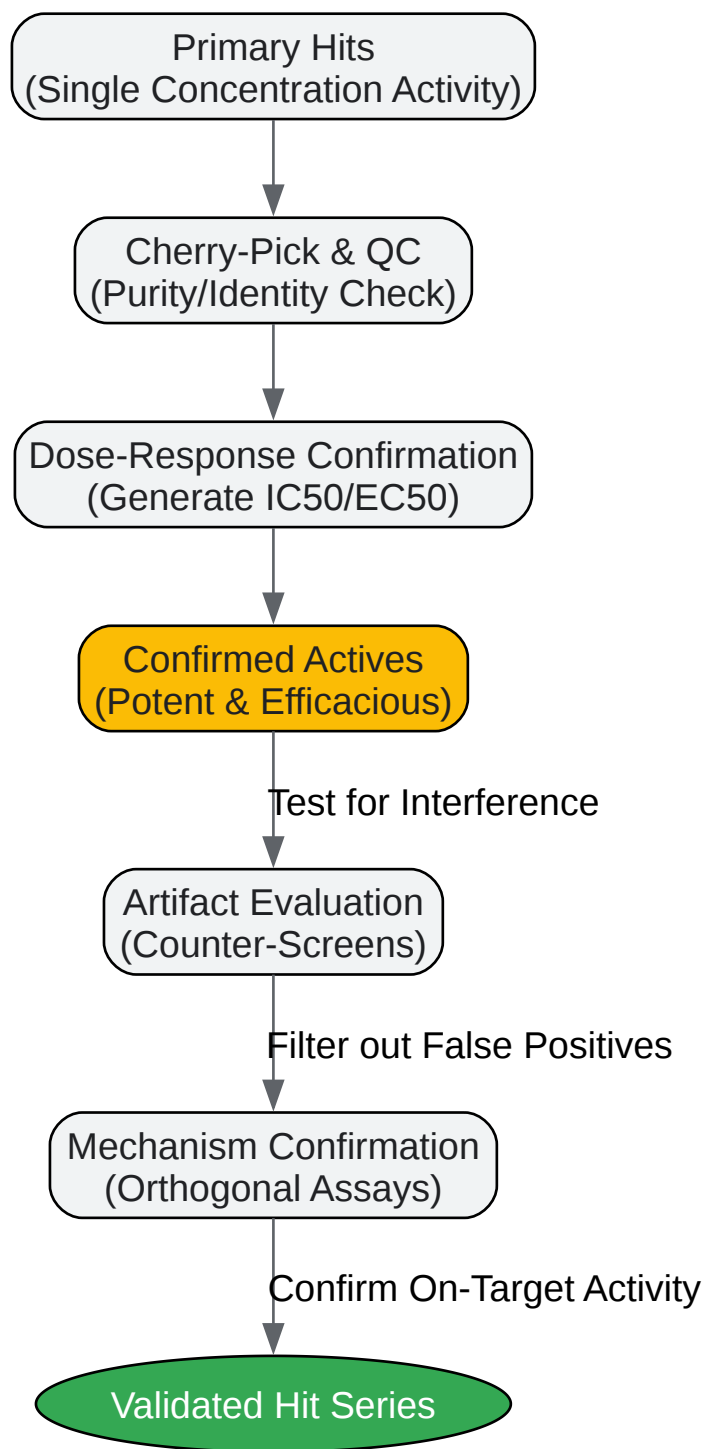 Primary Hits
(Single Concentration Activity)
Cherry-Pick & QC
(Purity/Identity Check)
Dose-Response Confirmation
(Generate IC50/EC50)
Confirmed Actives
(Potent & Efficacious)
Test for Interference
Artifact Evaluation
(Counter-Screens)
Filter out False Positives
Mechanism Confirmation
(Orthogonal Assays)
Confirm On-Target Activity
Validated Hit Series